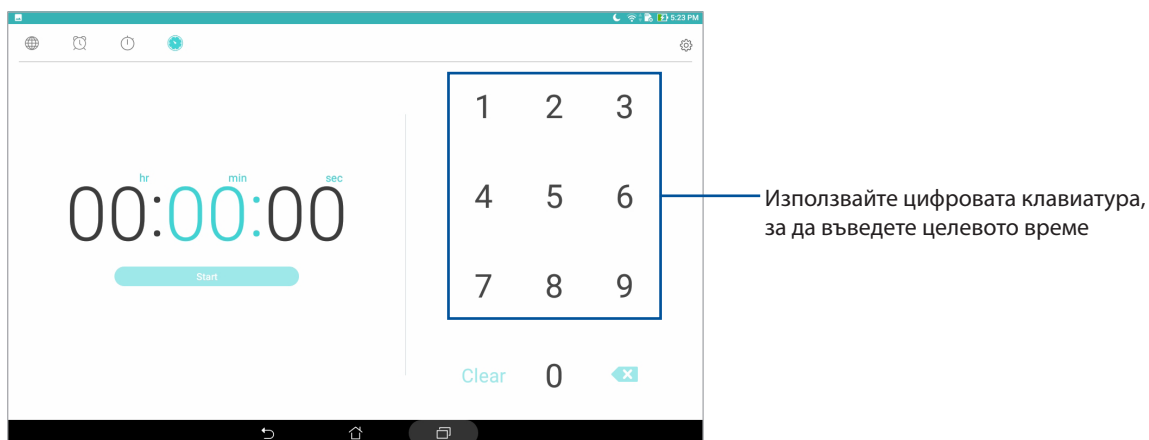 5:23 PM
hr min sec
00:00:00
Start
1 2 3
4 5 6
7 8 9
Clear 0
Използвайте цифровата клавиатура,
за да въведете целевото време